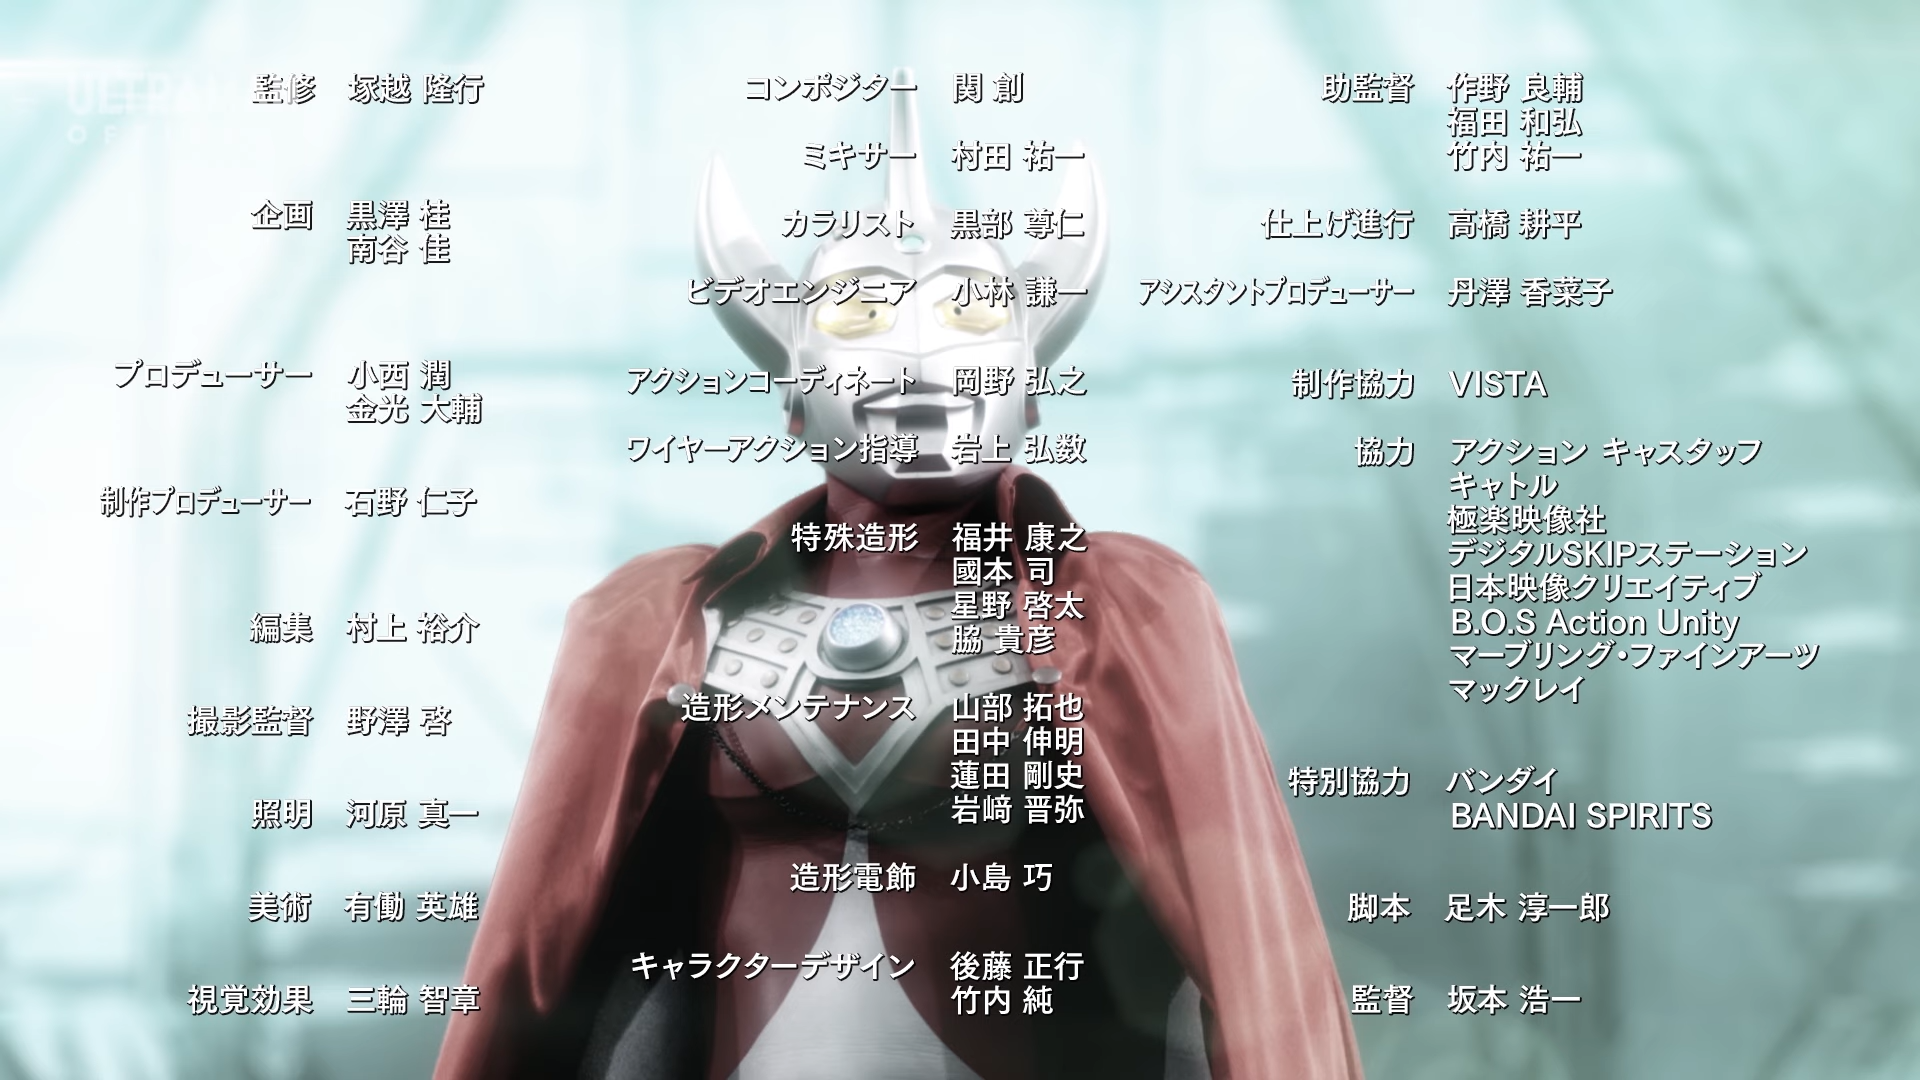 監修 塚越 隆行
企画 黒澤 桂
南谷 佳
プロデューサー 小西 潤
金光 大輔
制作プロデューサー 石野 仁子
編集 村上 裕介
撮影監督 野澤 啓
照明 河原 真一
美術 有働 英雄
視覚効果 三輪 智章
コンポジター 関 創
ミキサー 村田 祐一
カラリスト 黒部 尊仁
ビデオエンジニア 小林 謙一
アクションコーディネート 岡野 弘之
ワイヤーアクション指導 岩上 弘数
特殊造形 福井 康之
國本 司
星野 啓太
脇 貴彦
造形メンテナンス 山部 拓也
田中 伸明
蓮田 剛史
岩﨑 晋弥
造形電飾 小島 巧
キャラクターデザイン 後藤 正行
竹内 純
助監督 作野 良輔
福田 和弘
竹内 祐一
仕上げ進行 高橋 耕平
アシスタントプロデューサー 丹澤 香菜子
制作協力 VISTA
協力 アクション キャスタッフ
キャトル
極楽映像社
デジタルSKIPステーション
日本映像クリエイティブ
B.O.S Action Unity
マーブリング・ファインアーツ
マックレイ
特別協力 バンダイ
BANDAI SPIRITS
脚本 足木 淳一郎
監督 坂本 浩一